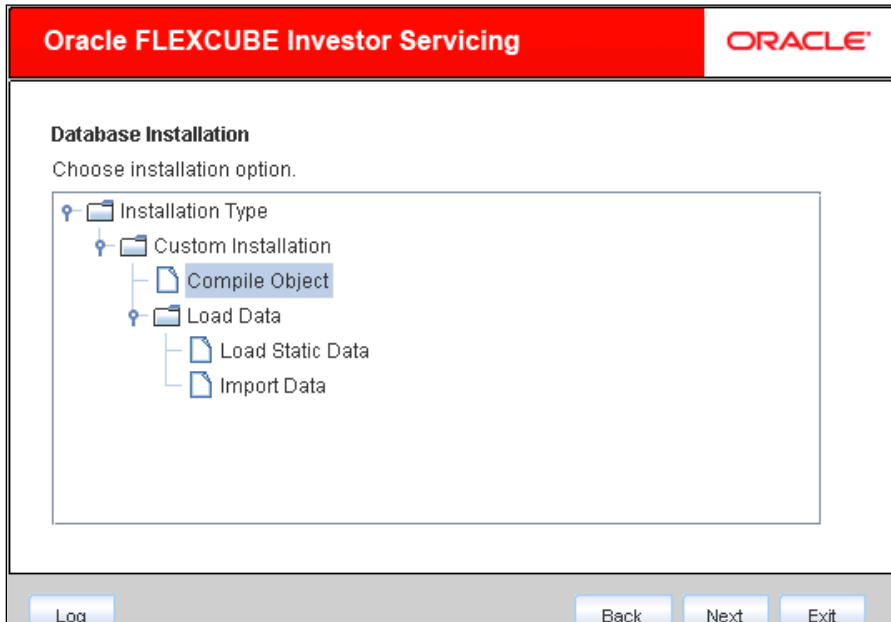 Oracle FLEXCUBE Investor Servicing
ORACLE
Database Installation
Choose installation option.
Installation Type
Custom Installation
Compile Object
Load Data
Load Static Data
Import Data
Log
Back
Next
Exit